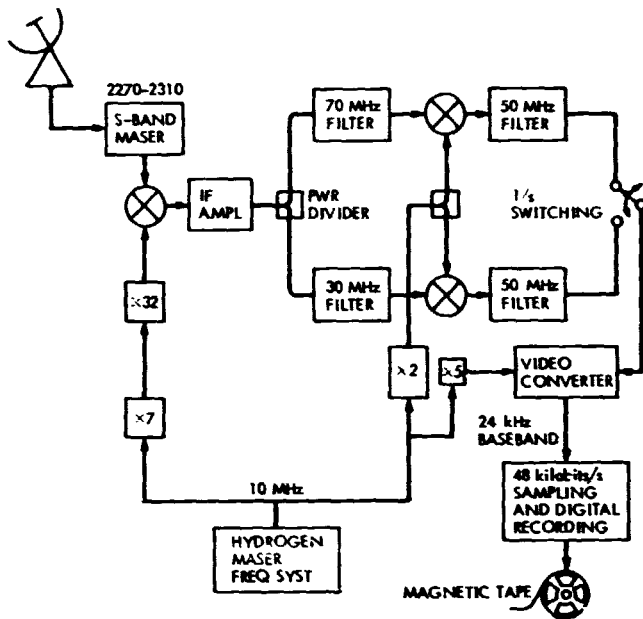 2270-2310
S-BAND
MASER
IF
AMPL
PWR
DIVIDER
70 MHz
FILTER
50 MHz
FILTER
1/s
SWITCHING
30 MHz
FILTER
50 MHz
FILTER
×32
×7
×2
×5
VIDEO
CONVERTER
24 kHz
BASEBAND
10 MHz
48 kilobits/s
SAMPLING
AND DIGITAL
RECORDING
HYDROGEN
MASER
FREQ SYST
MAGNETIC TAPE